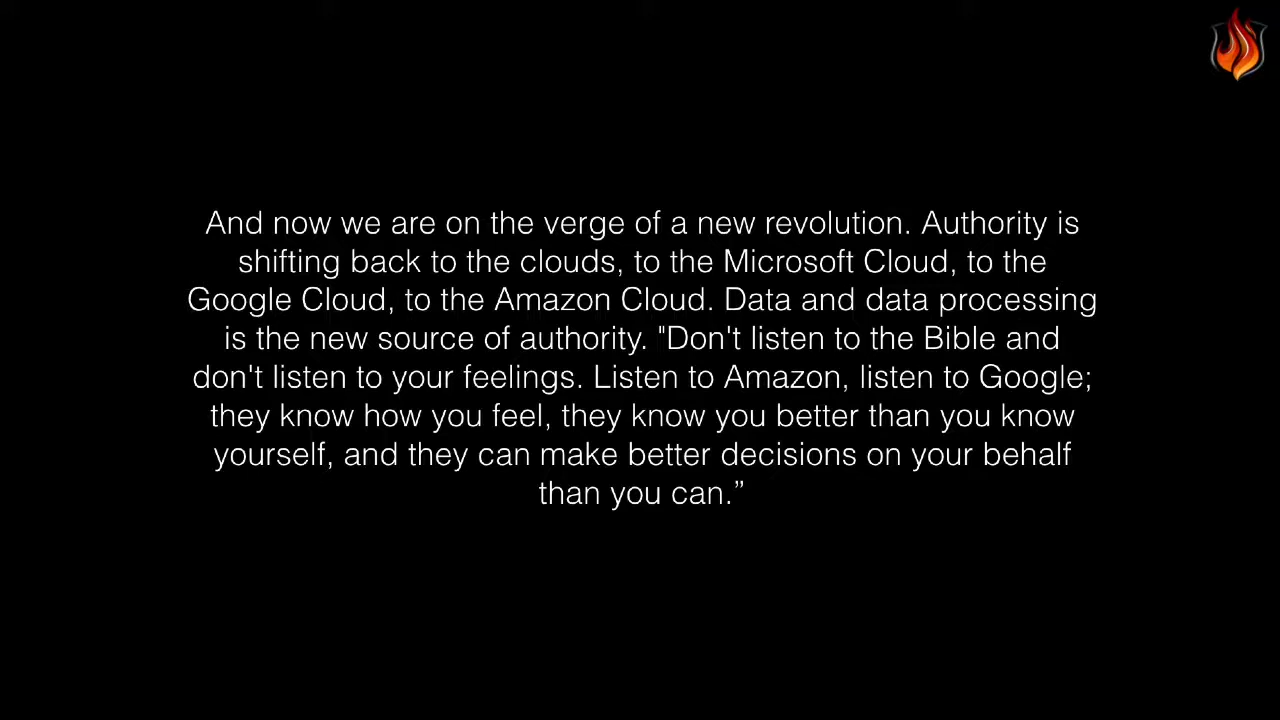 And now we are on the verge of a new revolution. Authority is
shifting back to the clouds, to the Microsoft Cloud, to the
Google Cloud, to the Amazon Cloud. Data and data processing
is the new source of authority. "Don't listen to the Bible and
don't listen to your feelings. Listen to Amazon, listen to Google;
they know how you feel, they know you better than you know
yourself, and they can make better decisions on your behalf
than you can.”